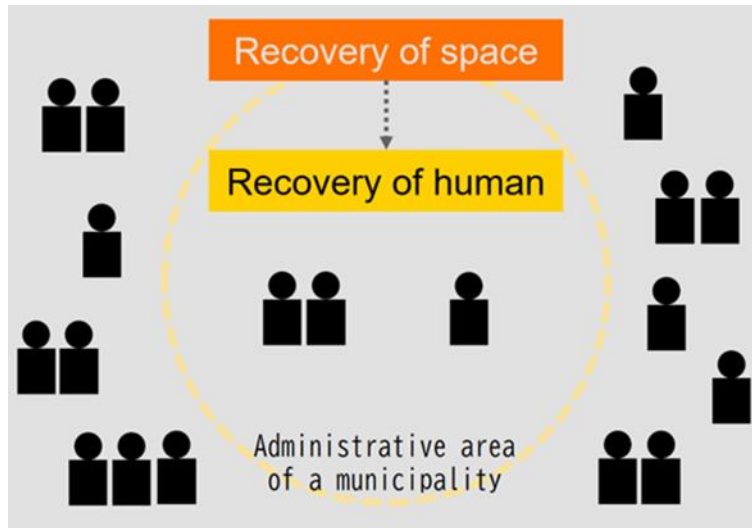 Recovery of space
Recovery of human
Administrative area
of a municipality